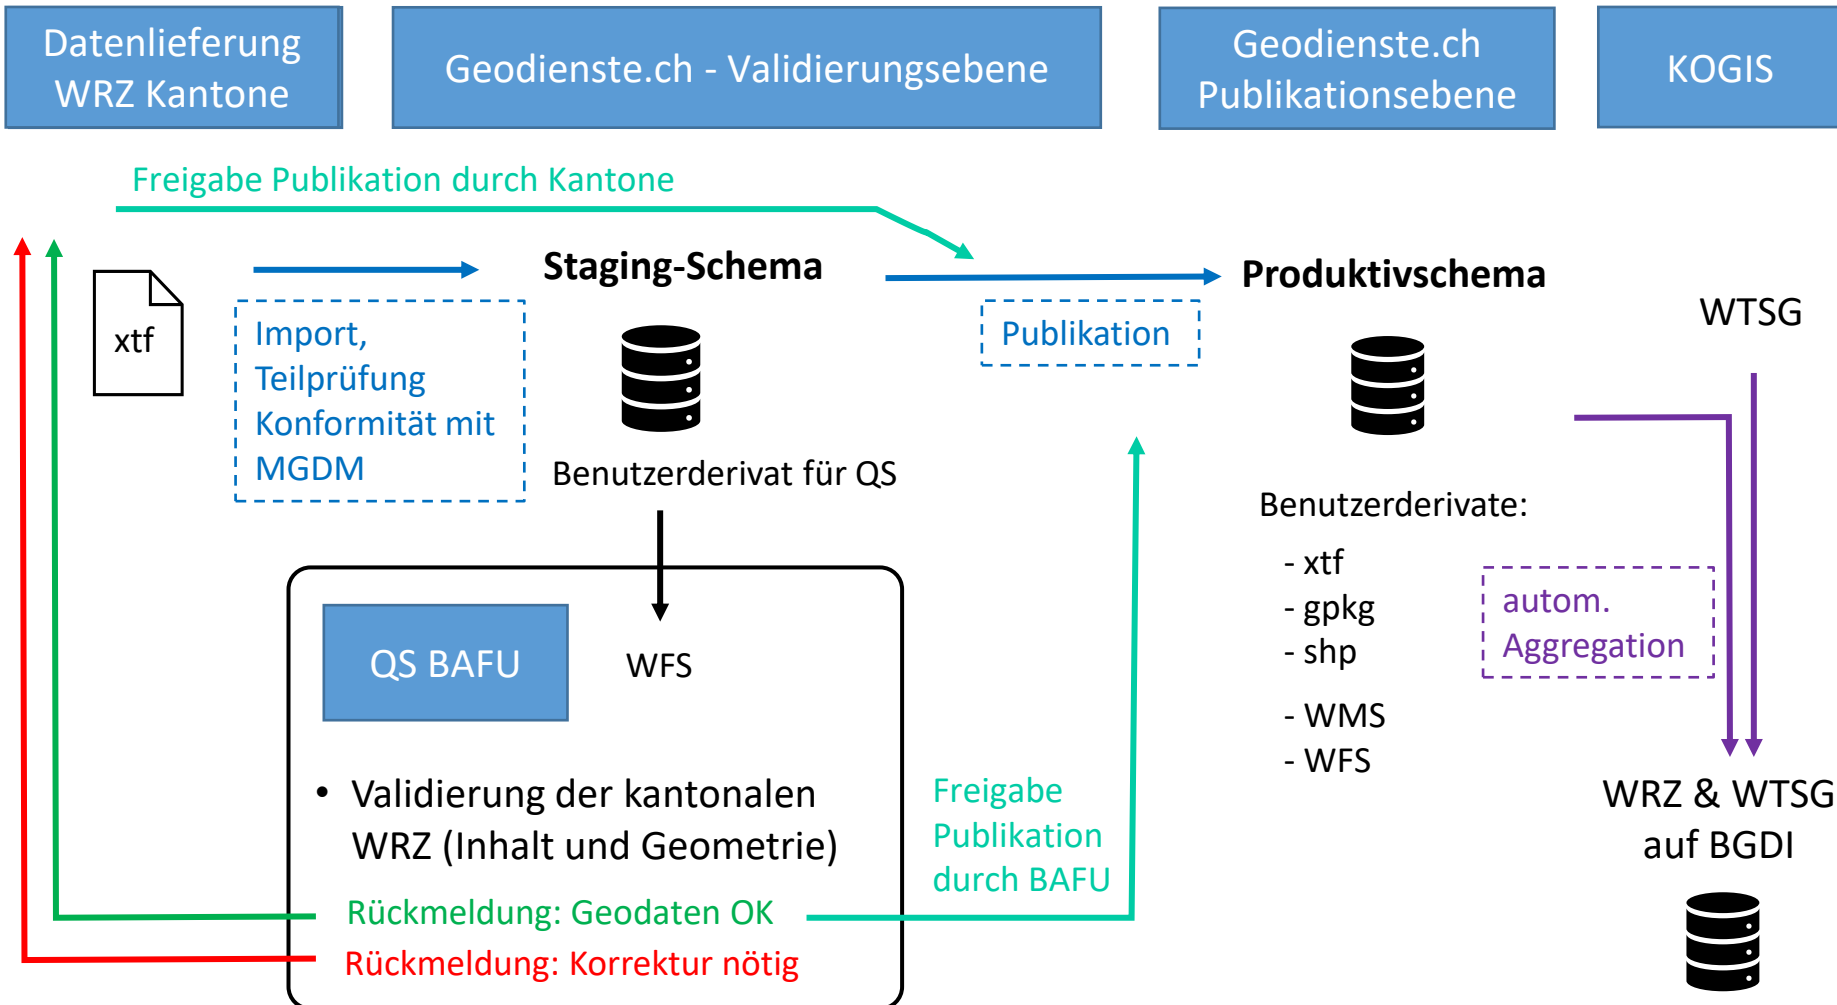 Datenlieferung
WRZ Kantone
Geodienste.ch - Validierungsebene
Geodienste.ch
Publikationsebene
KOGIS
Freigabe Publikation durch Kantone
xtf
Import,
Teilprüfung
Konformität mit
MGDM
Staging-Schema
Benutzerderivat für QS
Publikation
Produktivschema
Benutzerderivate:
- xtf
- gpkg
- shp
- WMS
- WFS
WTSG
autom.
Aggregation
WRZ & WTSG
auf BGDI
QS BAFU
WFS
• Validierung der kantonalen
WRZ (Inhalt und Geometrie)
Rückmeldung: Geodaten OK
Rückmeldung: Korrektur nötig
Freigabe
Publikation
durch BAFU